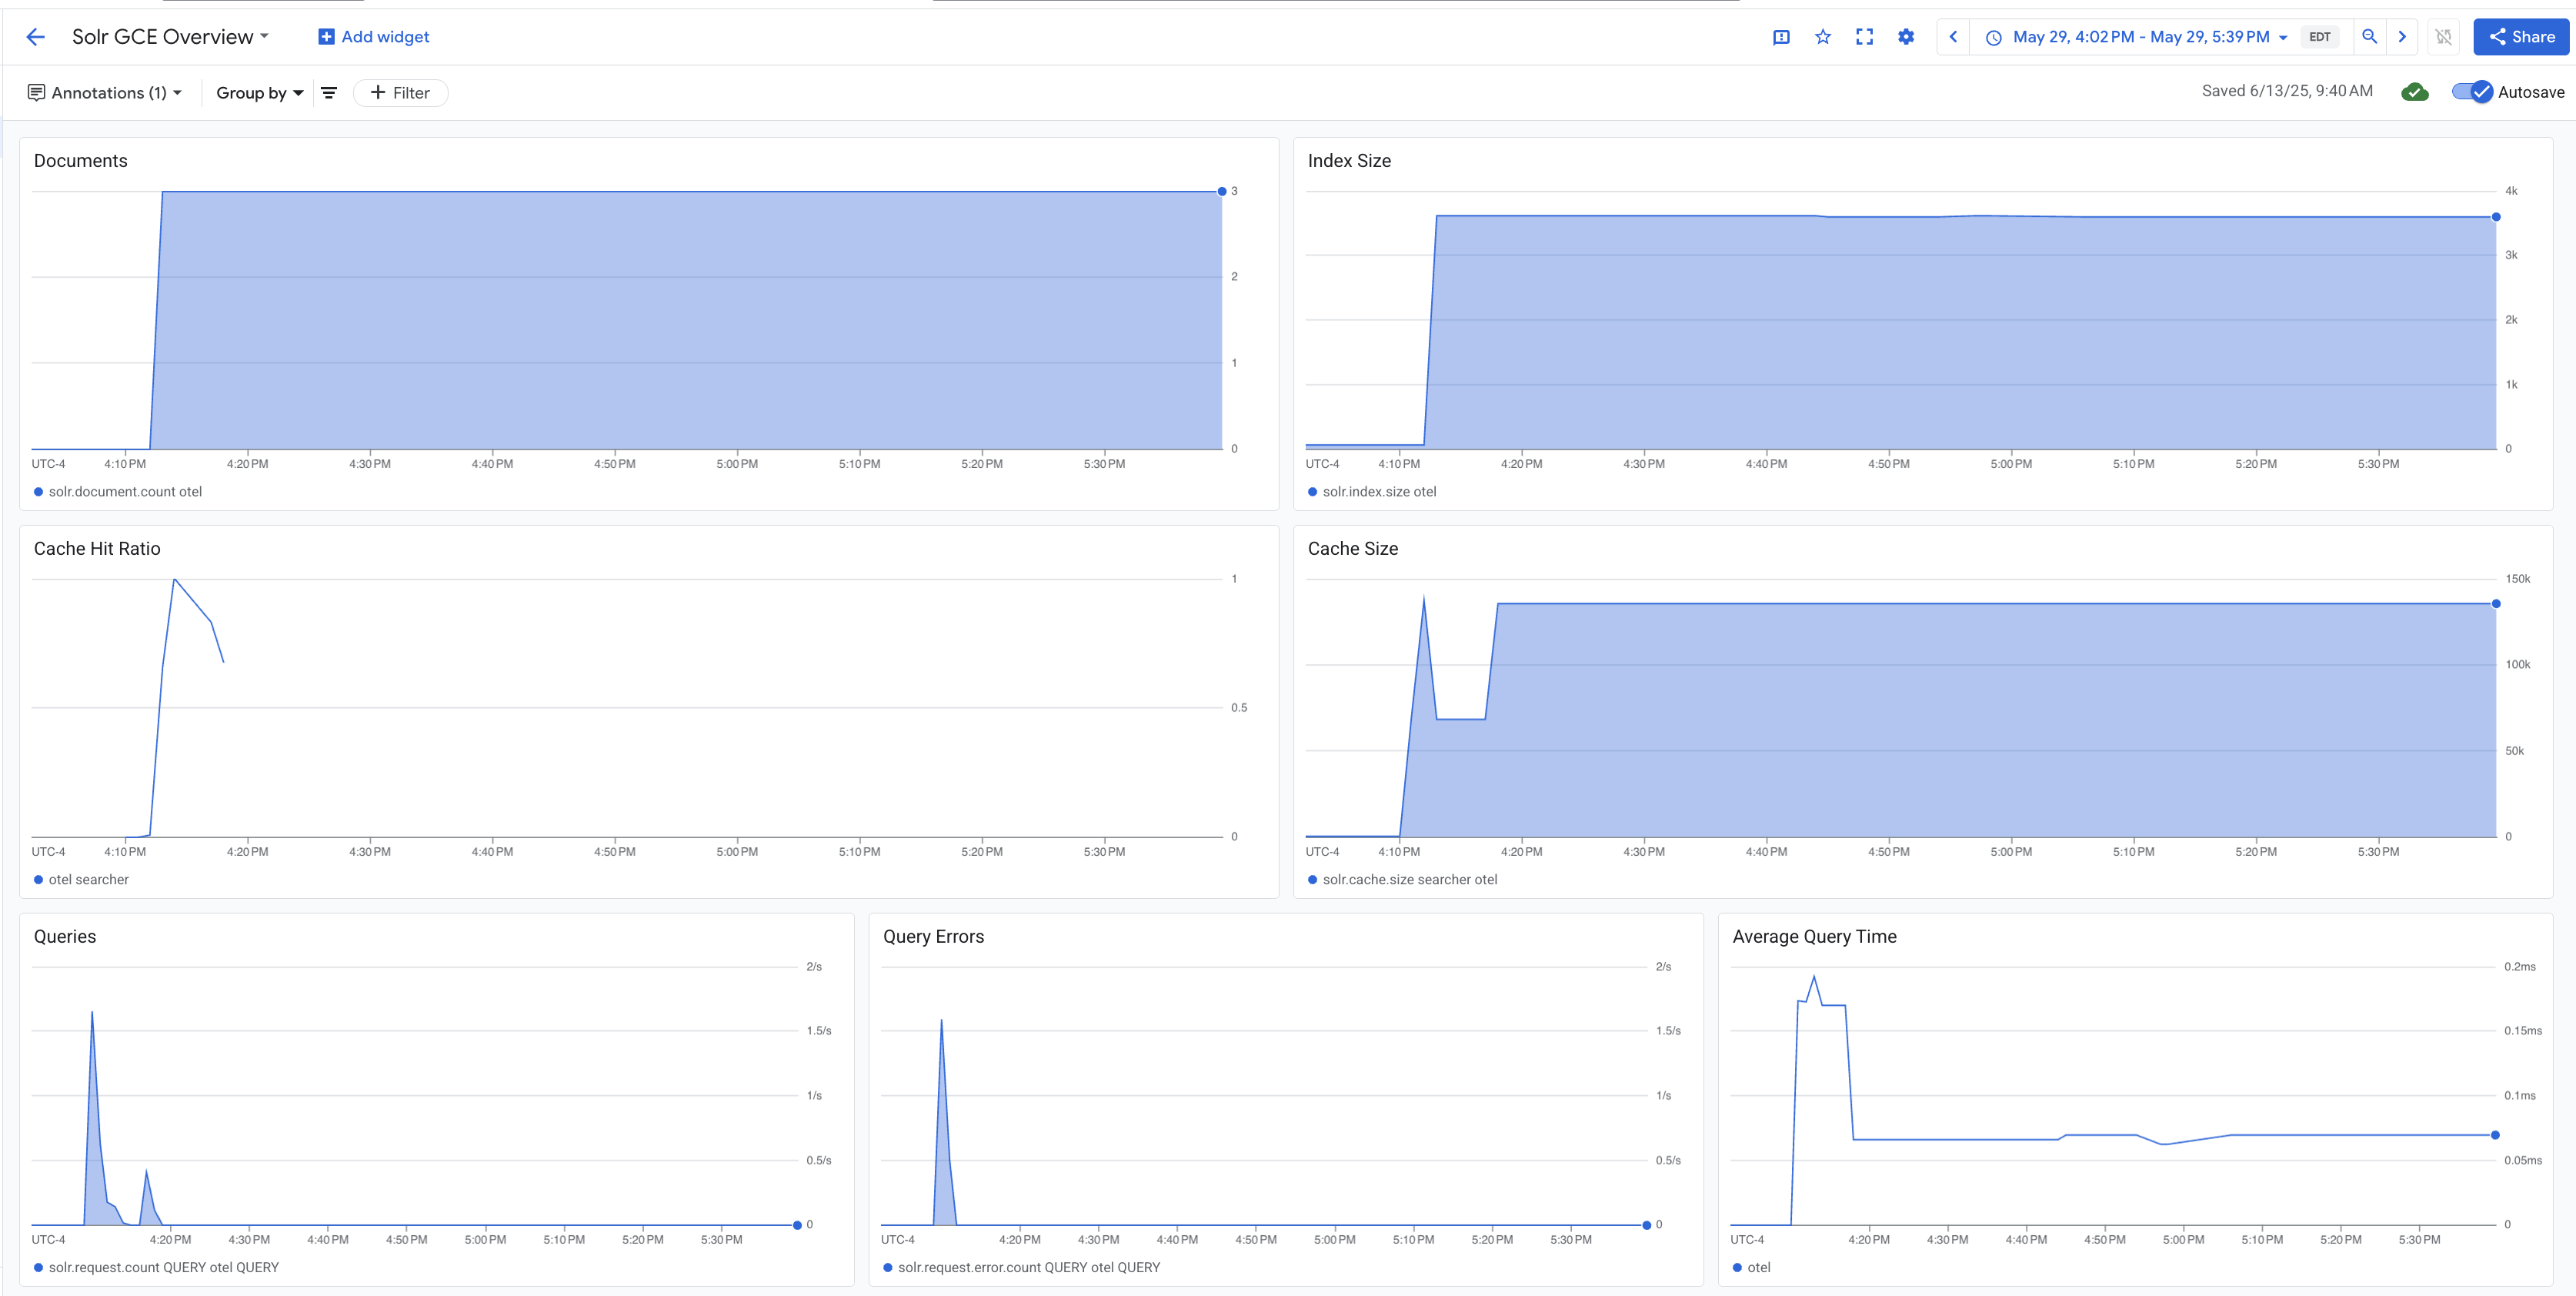 Solr GCE Overview
Add widget
May 29, 4:02 PM - May 29, 5:39 PM
EDT
Share
Annotations (1)
Group by
Filter
Saved 6/13/25, 9:40 AM
Autosave
Documents
3
2
1
0
UTC-4 4:10 PM 4:20 PM 4:30 PM 4:40 PM 4:50 PM 5:00 PM 5:10 PM 5:20 PM 5:30 PM
solr.document.count otel
Index Size
4k
3k
2k
1k
0
UTC-4 4:10 PM 4:20 PM 4:30 PM 4:40 PM 4:50 PM 5:00 PM 5:10 PM 5:20 PM 5:30 PM
solr.index.size otel
Cache Hit Ratio
1
0.5
0
UTC-4 4:10 PM 4:20 PM 4:30 PM 4:40 PM 4:50 PM 5:00 PM 5:10 PM 5:20 PM 5:30 PM
otel searcher
Cache Size
150k
100k
50k
0
UTC-4 4:10 PM 4:20 PM 4:30 PM 4:40 PM 4:50 PM 5:00 PM 5:10 PM 5:20 PM 5:30 PM
solr.cache.size searcher otel
Queries
2/s
1.5/s
1/s
0.5/s
0
UTC-4 4:20 PM 4:30 PM 4:40 PM 4:50 PM 5:00 PM 5:10 PM 5:20 PM 5:30 PM
solr.request.count QUERY otel QUERY
Query Errors
2/s
1.5/s
1/s
0.5/s
0
UTC-4 4:20 PM 4:30 PM 4:40 PM 4:50 PM 5:00 PM 5:10 PM 5:20 PM 5:30 PM
solr.request.error.count QUERY otel QUERY
Average Query Time
0.2ms
0.15ms
0.1ms
0.05ms
0
UTC-4 4:20 PM 4:30 PM 4:40 PM 4:50 PM 5:00 PM 5:10 PM 5:20 PM 5:30 PM
otel